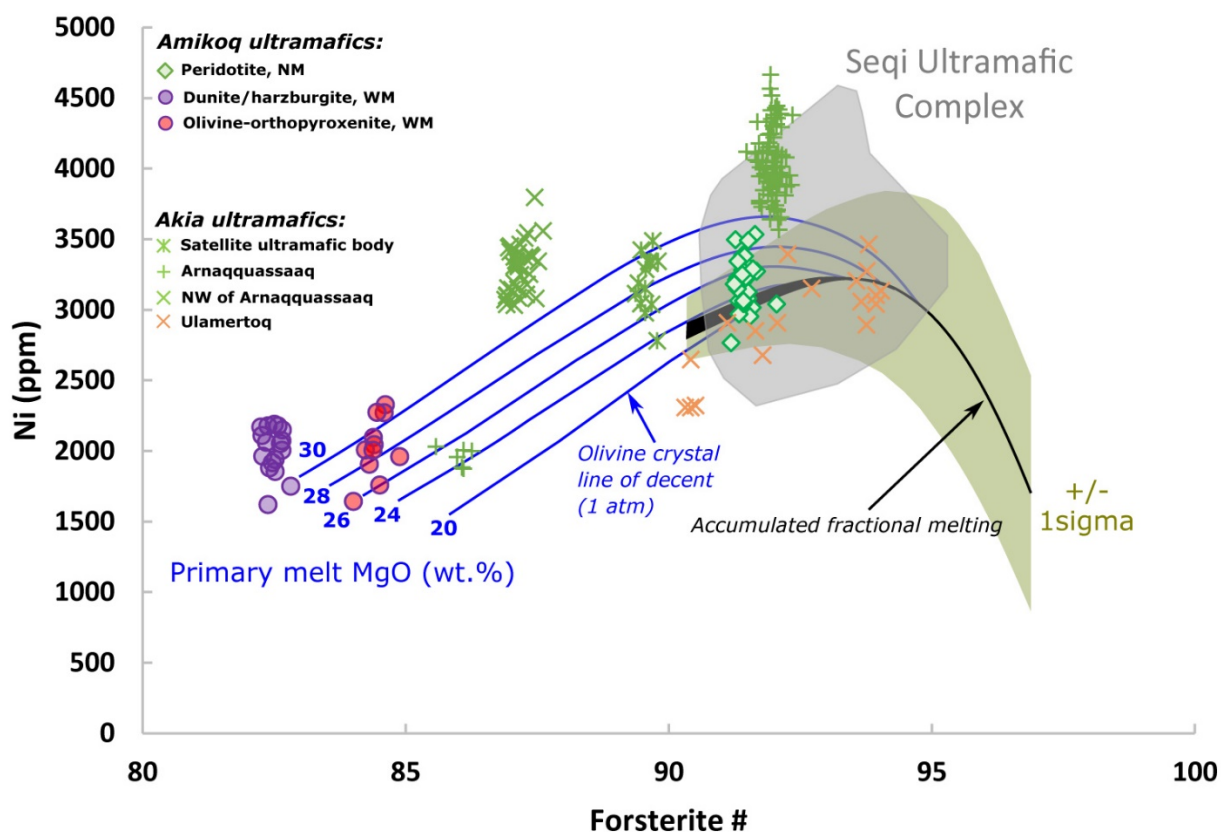 5000
4500
4000
3500
3000
2500
2000
1500
1000
500
0
Ni (ppm)
Amikoq ultramafics:
Peridotite, NM
Dunite/harzburgite, WM
Olivine-orthopyroxenite, WM
Akia ultramafics:
Satellite ultramafic body
Arnaqquassaaq
NW of Arnaqquassaaq
Ulamertoq
Seqi Ultramafic
Complex
30
28
26
24
20
Primary melt MgO (wt.%)
Olivine crystal
line of decent
(1 atm)
Accumulated fractional melting
+/-
1sigma
80
85
90
95
100
Forsterite #